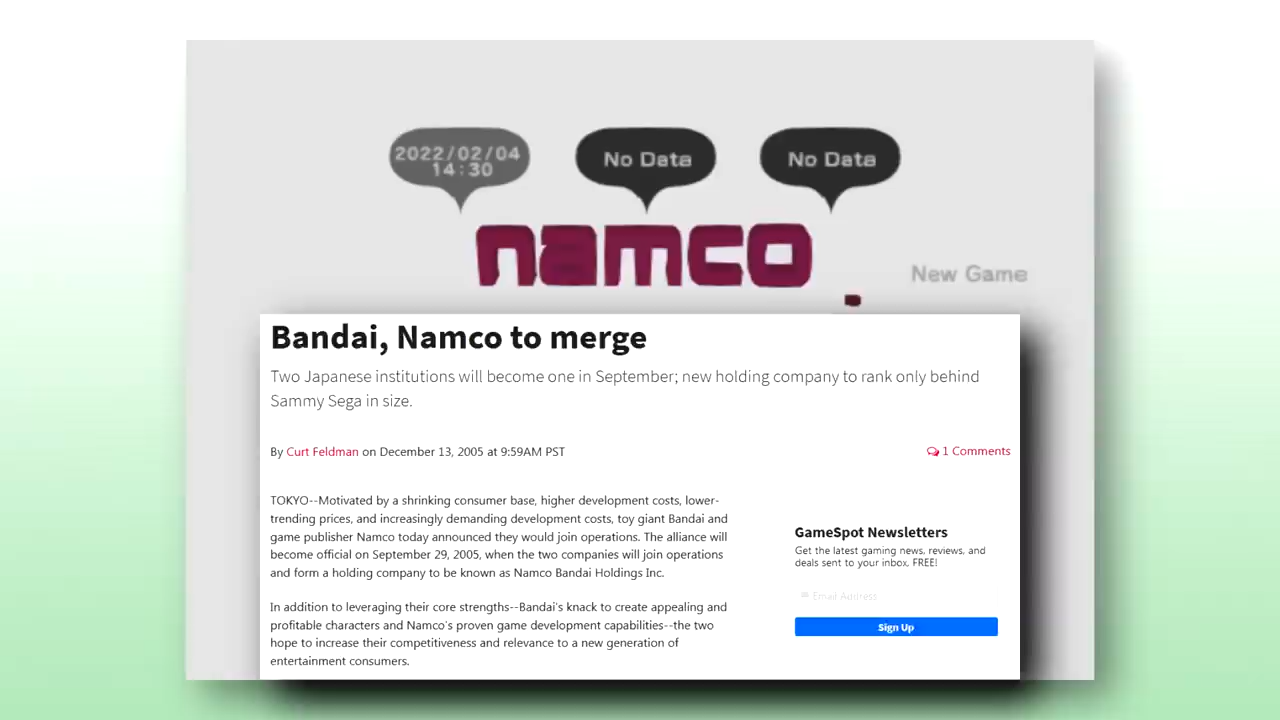 2022/02/04
14:30
No Data
No Data
namco
New Game
Bandai, Namco to merge
Two Japanese institutions will become one in September; new holding company to rank only behind
Sammy Sega in size.
By Curt Feldman on December 13, 2005 at 9:59AM PST
1 Comments
TOKYO--Motivated by a shrinking consumer base, higher development costs, lower-
trending prices, and increasingly demanding development costs, toy giant Bandai and
game publisher Namco today announced they would join operations. The alliance will
become official on September 29, 2005, when the two companies will join operations
and form a holding company to be known as Namco Bandai Holdings Inc.
In addition to leveraging their core strengths--Bandai's knack to create appealing and
profitable characters and Namco's proven game development capabilities--the two
hope to increase their competitiveness and relevance to a new generation of
entertainment consumers.
GameSpot Newsletters
Get the latest gaming news, reviews, and
deals sent to your inbox, FREE!
Email Address
Sign Up